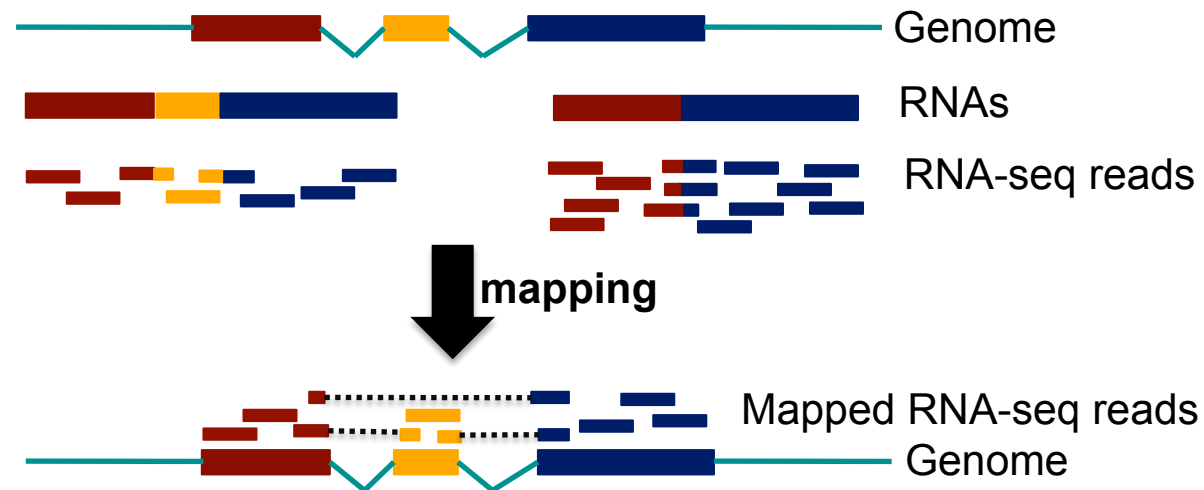 Genome
RNAs
RNA-seq reads
mapping
Mapped RNA-seq reads
Genome